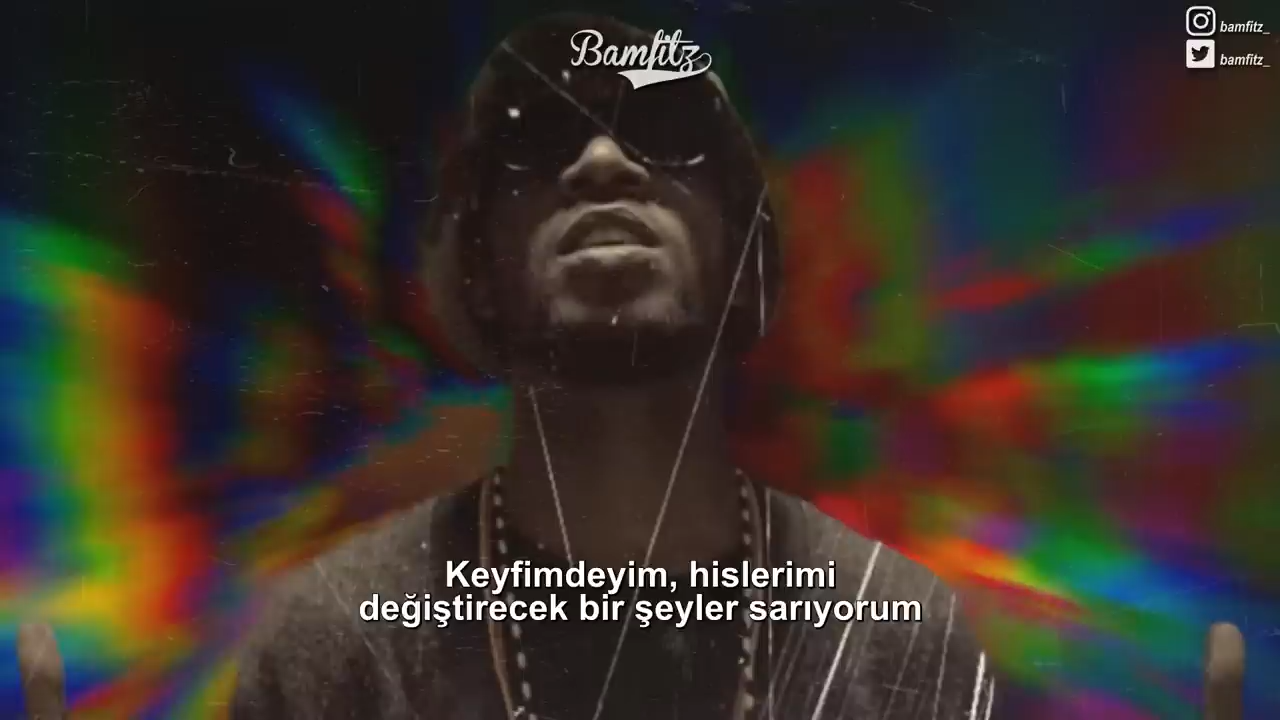 Bamfitz
bamfitz_
bamfitz_
Keyfimdeyim, hislerimi
değiştirecek bir şeyler sarıyorum